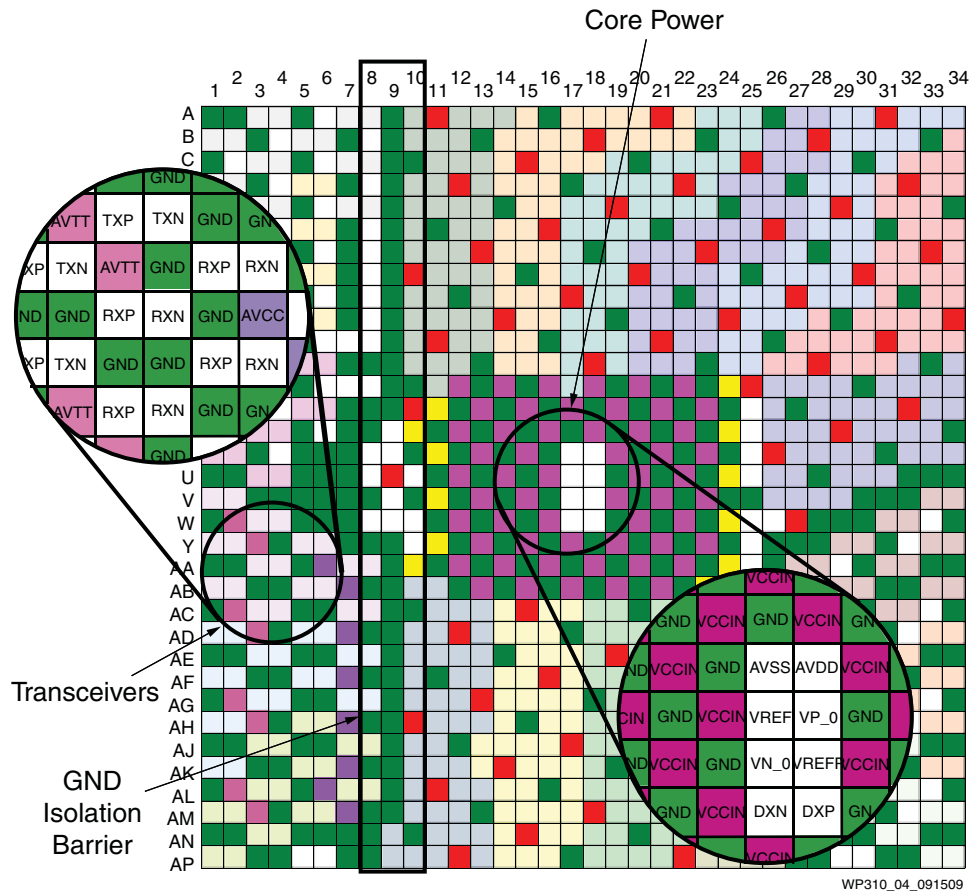 Core Power
2 4 6 8 10 12 14 16 18 20 22 24 26 28 30 32 34
1 3 5 7 9 11 13 15 17 19 21 23 25 27 29 31 33
A
B
C
GND
AVTT TXP TXN GND GN
XP TXN AVTT GND RXP RXN
ND GND RXP RXN GND AVCC
XP TXN GND GND RXP RXN
AVTT RXP RXN GND GN
GND
U
V
W
Y
AA
AB
AC
AD
AE
AF
AG
AH
AJ
AK
AL
AM
AN
AP
VCCIN
GND VCCIN GND VCCIN GN
ND VCCIN GND AVSS AVDD VCCIN
CIN GND VCCIN VREF VP_0 GND
ND VCCIN GND VN_0 VREFF VCCIN
GND VCCIN DXN DXP GN
VCCIN
Transceivers
GND
Isolation
Barrier
WP310_04_091509